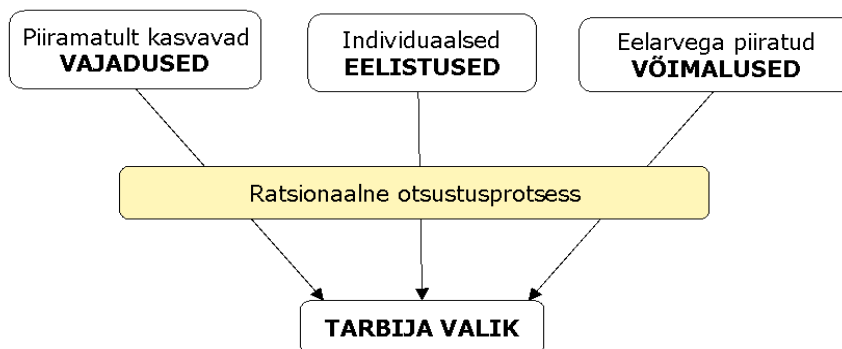 Piiramatult kasvavad
VAJADUSED
Individuaalsed
EELISTUSED
Eelarvega piiratud
VÕIMALUSED
Ratsionaalne otsustusprotsess
TARBIJA VALIK